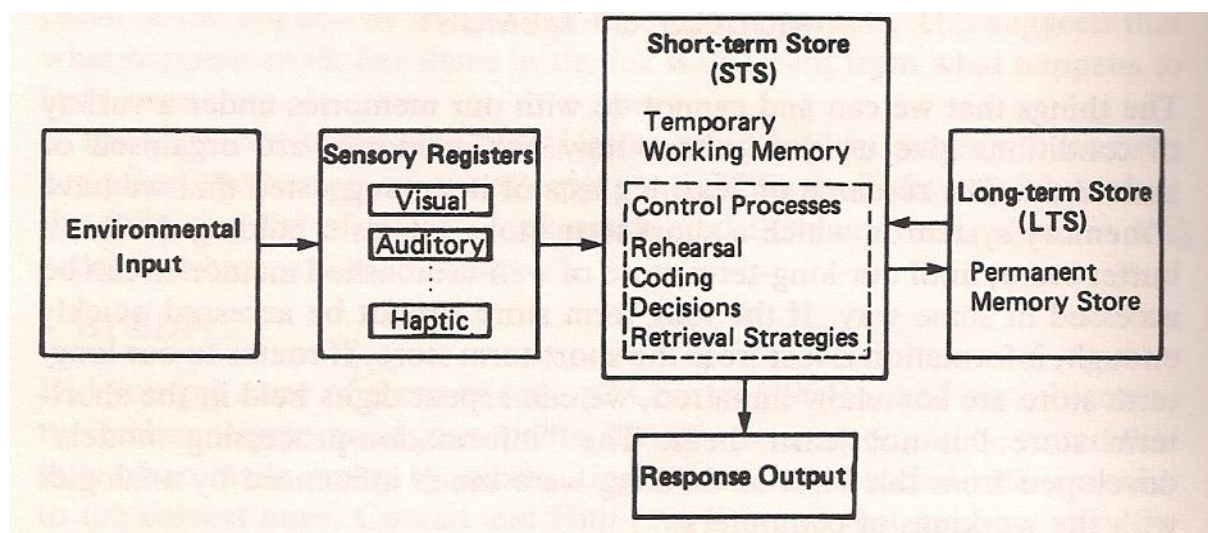 Environmental
Input
Sensory Registers
Visual
Auditory
Haptic
Short-term Store
(STS)
Temporary
Working Memory
Control Processes
Rehearsal
Coding
Decisions
Retrieval Strategies
Long-term Store
(LTS)
Permanent
Memory Store
Response Output